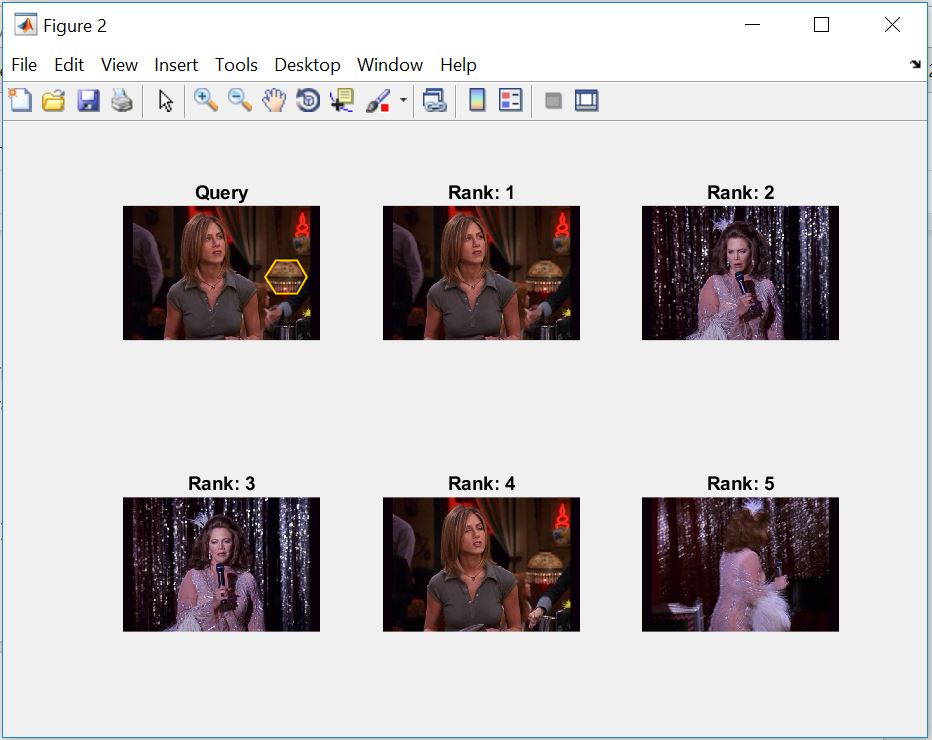 Figure 2
File Edit View Insert Tools Desktop Window Help
Query Rank: 1 Rank: 2
Rank: 3 Rank: 4 Rank: 5